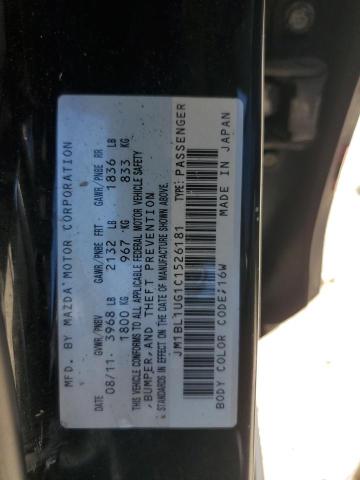 MFD. BY MAZDA MOTOR CORPORATION
GVWR/PNBV GAWR/PNBE FRT GAWR/PNBE RR
DATE
08/11 3968 LB 2132 LB 1836 LB
1800 KG 967 KG 833 KG
THIS VEHICLE CONFORMS TO ALL APPLICABLE FEDERAL MOTOR VEHICLE SAFETY
, BUMPER, AND THEFT PREVENTION
STANDARDS IN EFFECT ON THE DATE OF MANUFACTURE SHOWN ABOVE.
JM1BL1UG1C1526181 TYPE: PASSENGER
BODY COLOR CODE:16W MADE IN JAPAN